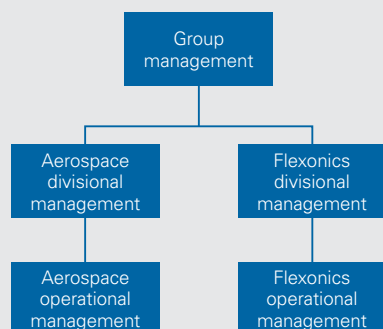 Group
management
Aerospace
divisional
management
Flexonics
divisional
management
Aerospace
operational
management
Flexonics
operational
management